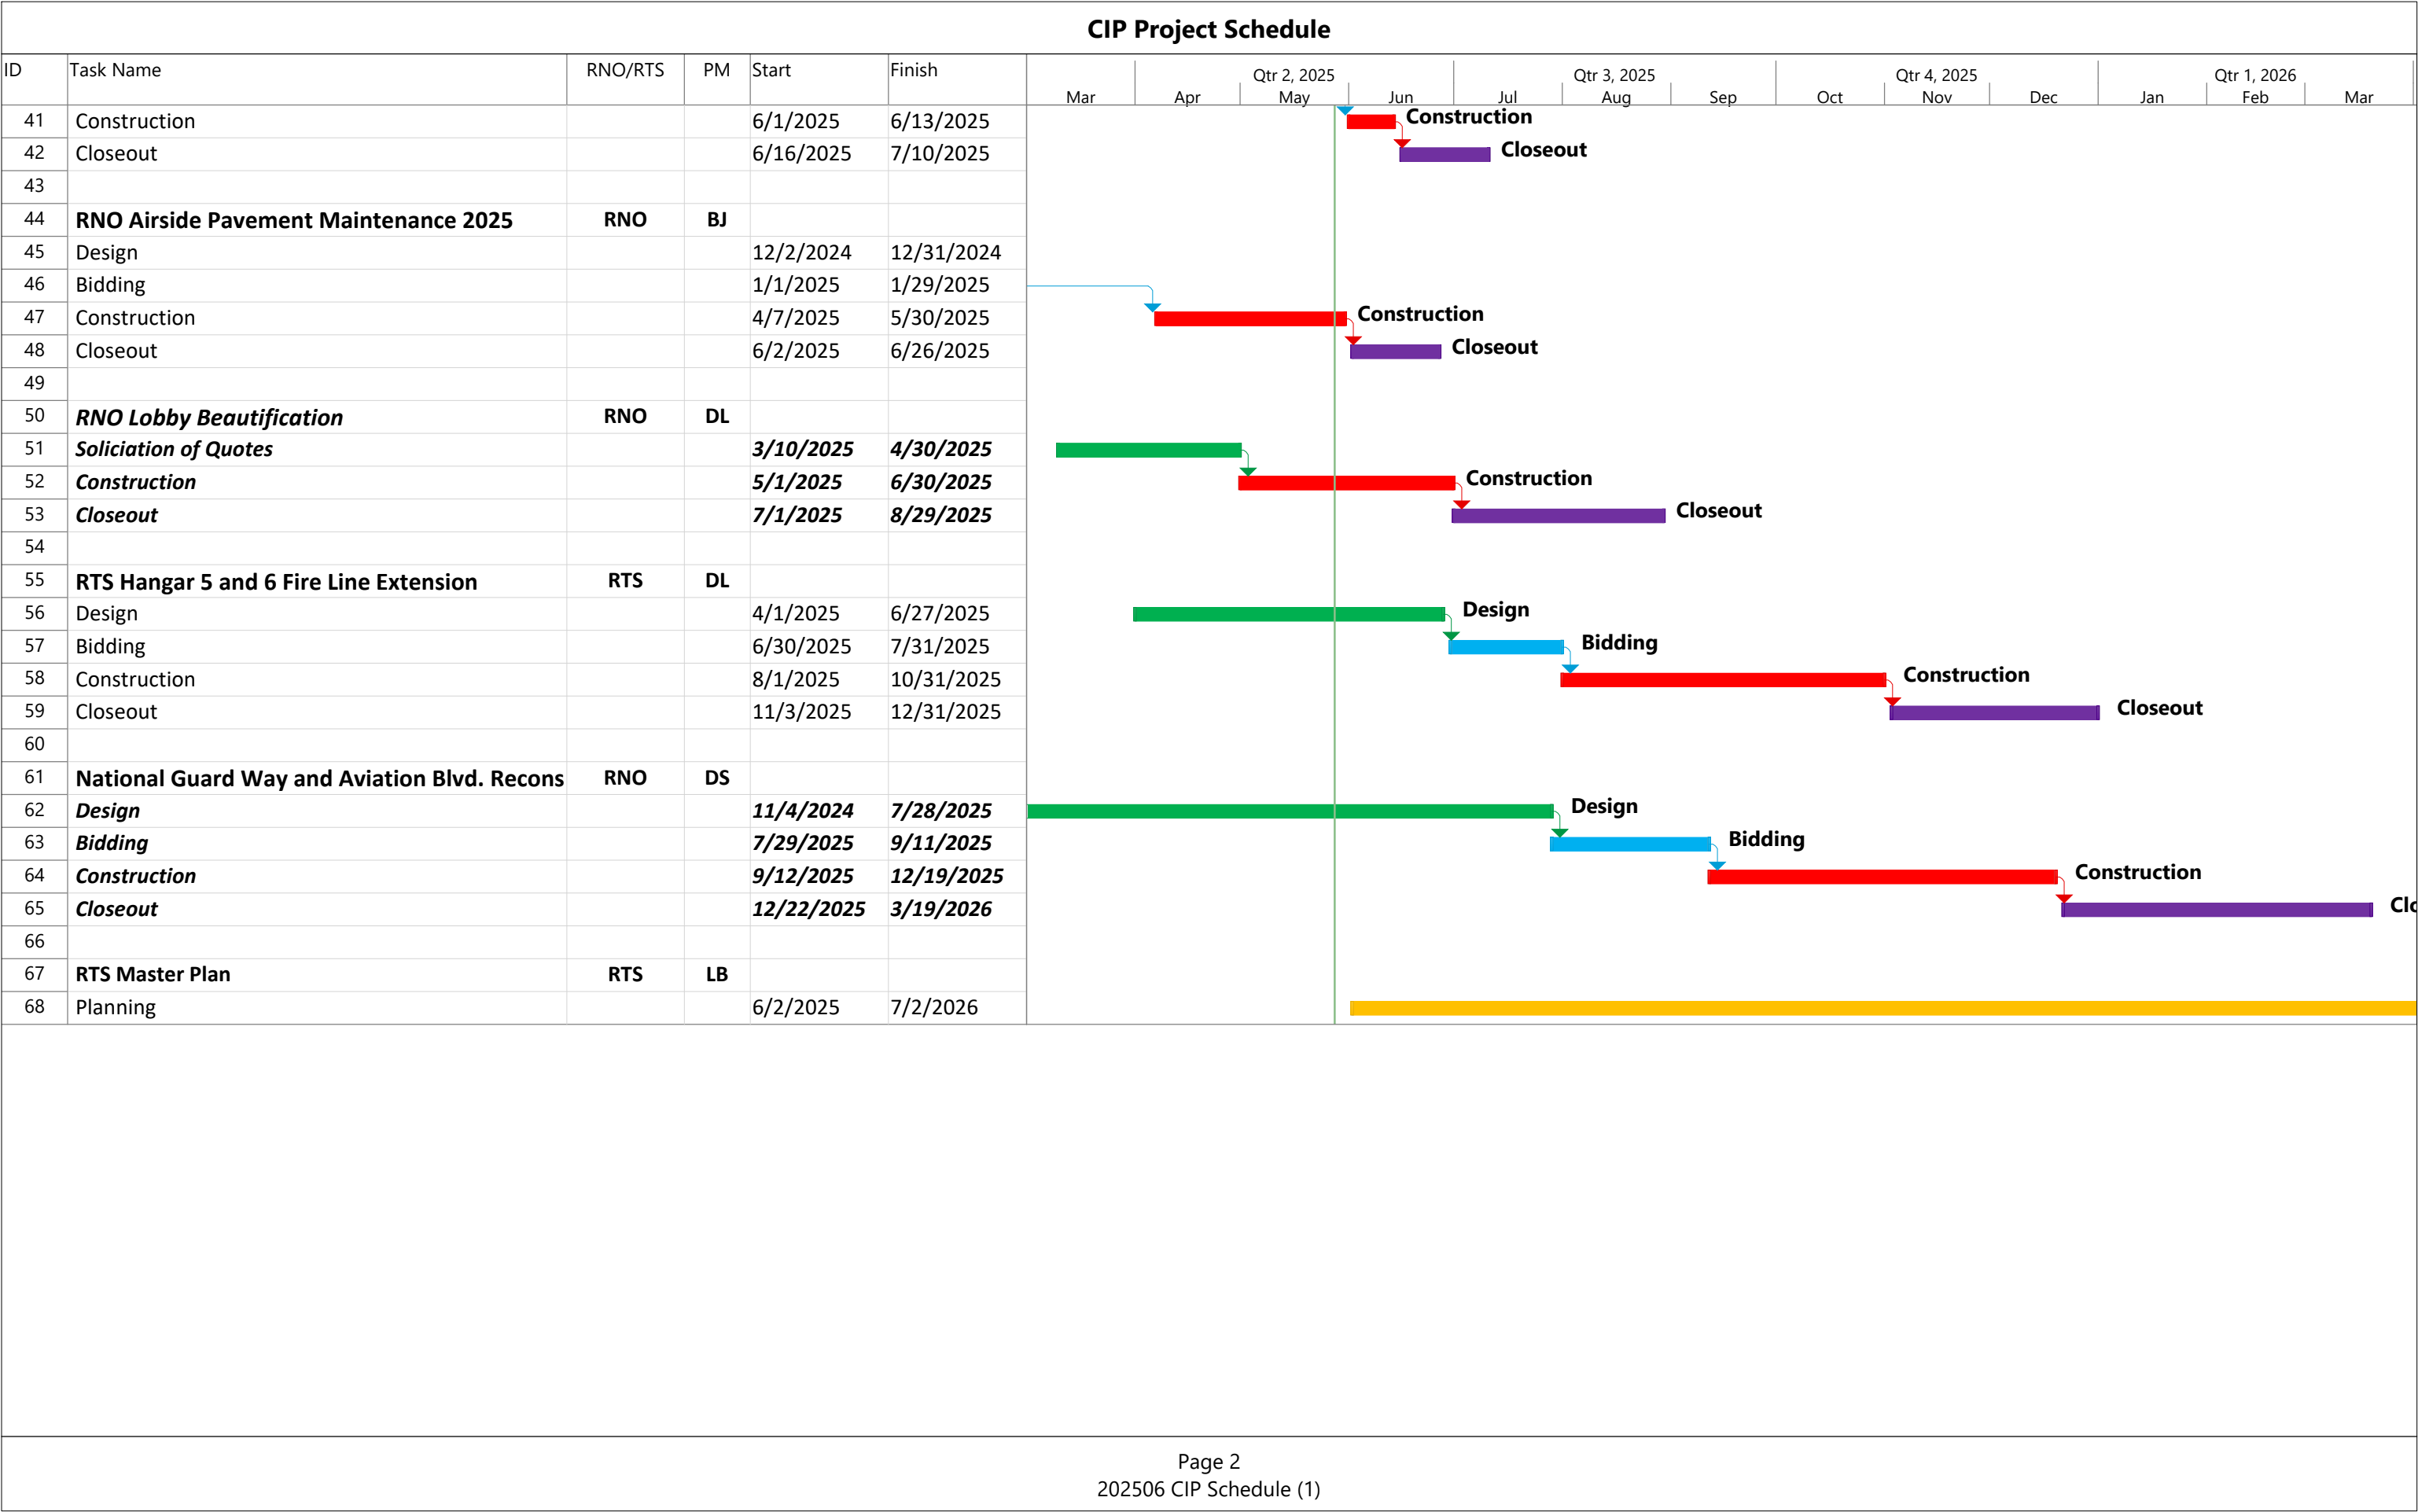 CIP Project Schedule
ID Task Name RNO/RTS PM Start Finish Qtr 2, 2025 Qtr 3, 2025 Qtr 4, 2025 Qtr 1, 2026
Mar Apr May Jun Jul Aug Sep Oct Nov Dec Jan Feb Mar
41 Construction 6/1/2025 6/13/2025 Construction
42 Closeout 6/16/2025 7/10/2025 Closeout
43
44 RNO Airside Pavement Maintenance 2025 RNO BJ
45 Design 12/2/2024 12/31/2024
46 Bidding 1/1/2025 1/29/2025
47 Construction 4/7/2025 5/30/2025 Construction
48 Closeout 6/2/2025 6/26/2025 Closeout
49
50 RNO Lobby Beautification RNO DL
51 Soliciation of Quotes 3/10/2025 4/30/2025
52 Construction 5/1/2025 6/30/2025 Construction
53 Closeout 7/1/2025 8/29/2025 Closeout
54
55 RTS Hangar 5 and 6 Fire Line Extension RTS DL
56 Design 4/1/2025 6/27/2025 Design
57 Bidding 6/30/2025 7/31/2025 Bidding
58 Construction 8/1/2025 10/31/2025 Construction
59 Closeout 11/3/2025 12/31/2025 Closeout
60
61 National Guard Way and Aviation Blvd. Recons RNO DS
62 Design 11/4/2024 7/28/2025 Design
63 Bidding 7/29/2025 9/11/2025 Bidding
64 Construction 9/12/2025 12/19/2025 Construction
65 Closeout 12/22/2025 3/19/2026 Clo
66
67 RTS Master Plan RTS LB
68 Planning 6/2/2025 7/2/2026
Page 2
202506 CIP Schedule (1)